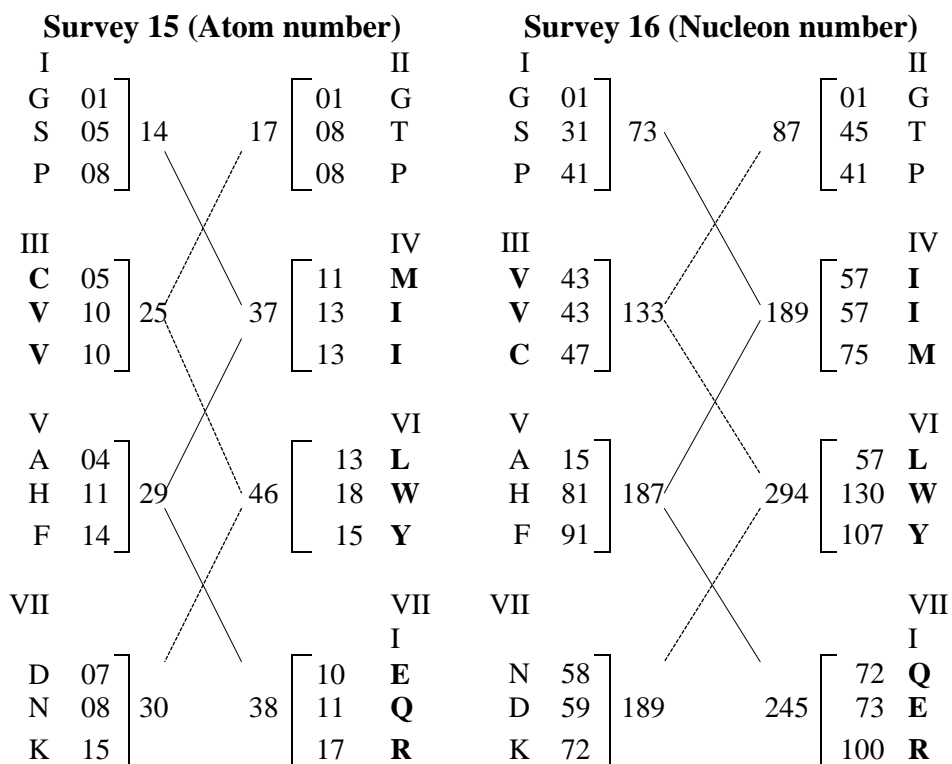 Survey 15 (Atom number) Survey 16 (Nucleon number)
I II I II
G 01 01 G G 01 01 G
S 05 14 17 08 T S 31 73 87 45 T
P 08 08 P P 41 41 P
III IV III IV
C 05 11 M V 43 57 I
V 10 25 37 13 I V 43 133 189 57 I
V 10 13 I C 47 75 M
V VI V VI
A 04 13 L A 15 57 L
H 11 29 46 18 W H 81 187 294 130 W
F 14 15 Y F 91 107 Y
VII VII VII VII
I I
D 07 10 E N 58 72 Q
N 08 30 38 11 Q D 59 189 245 73 E
K 15 17 R K 72 100 R